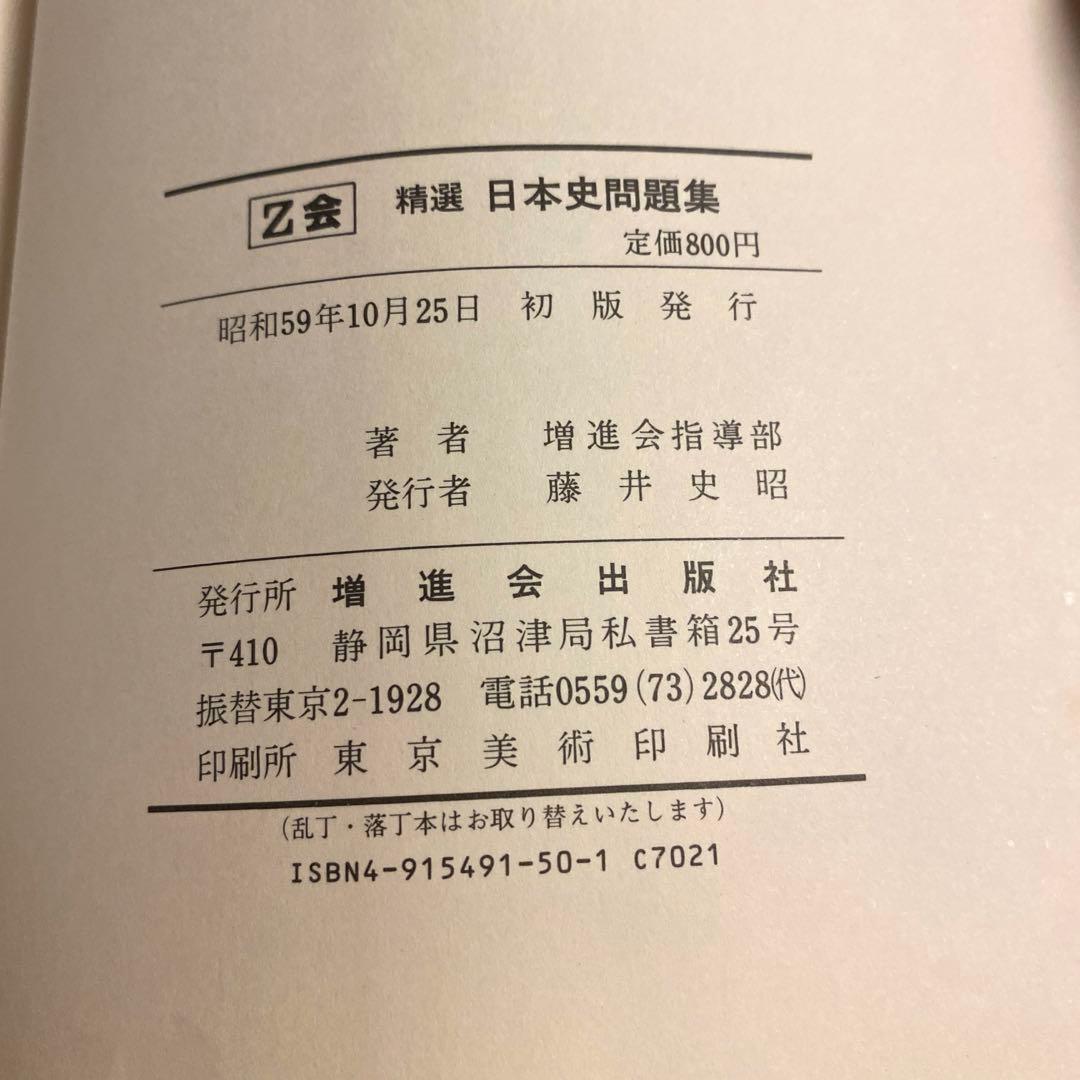 Z会 精選 日本史問題集
定価800円
昭和59年10月25日 初版発行
著者 増進会指導部
発行者 藤井史昭
発行所 増進会出版社
〒410 静岡県沼津局私書箱25号
振替東京2-1928 電話0559(73)2828(代)
印刷所 東京美術印刷社
(乱丁・落丁本はお取り替えいたします)
ISBN4-915491-50-1 C7021